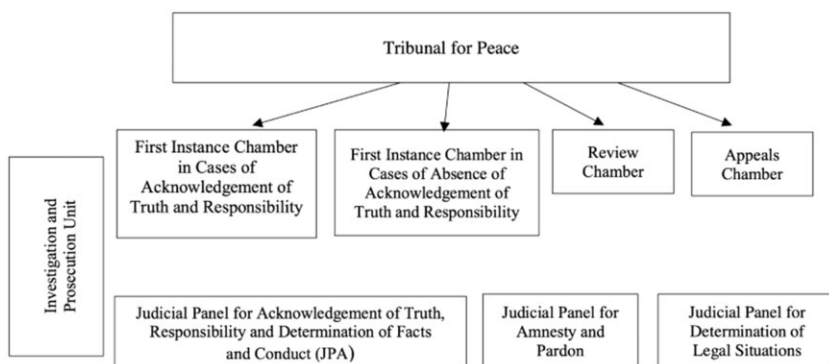 Tribunal for Peace
First Instance Chamber
in Cases of
Acknowledgement of
Truth and Responsibility
First Instance Chamber in
Cases of Absence of
Acknowledgement of
Truth and Responsibility
Review
Chamber
Appeals
Chamber
Investigation and
Prosecution Unit
Judicial Panel for Acknowledgement of Truth,
Responsibility and Determination of Facts
and Conduct (JPA)
Judicial Panel for
Amnesty and
Pardon
Judicial Panel for
Determination of
Legal Situations